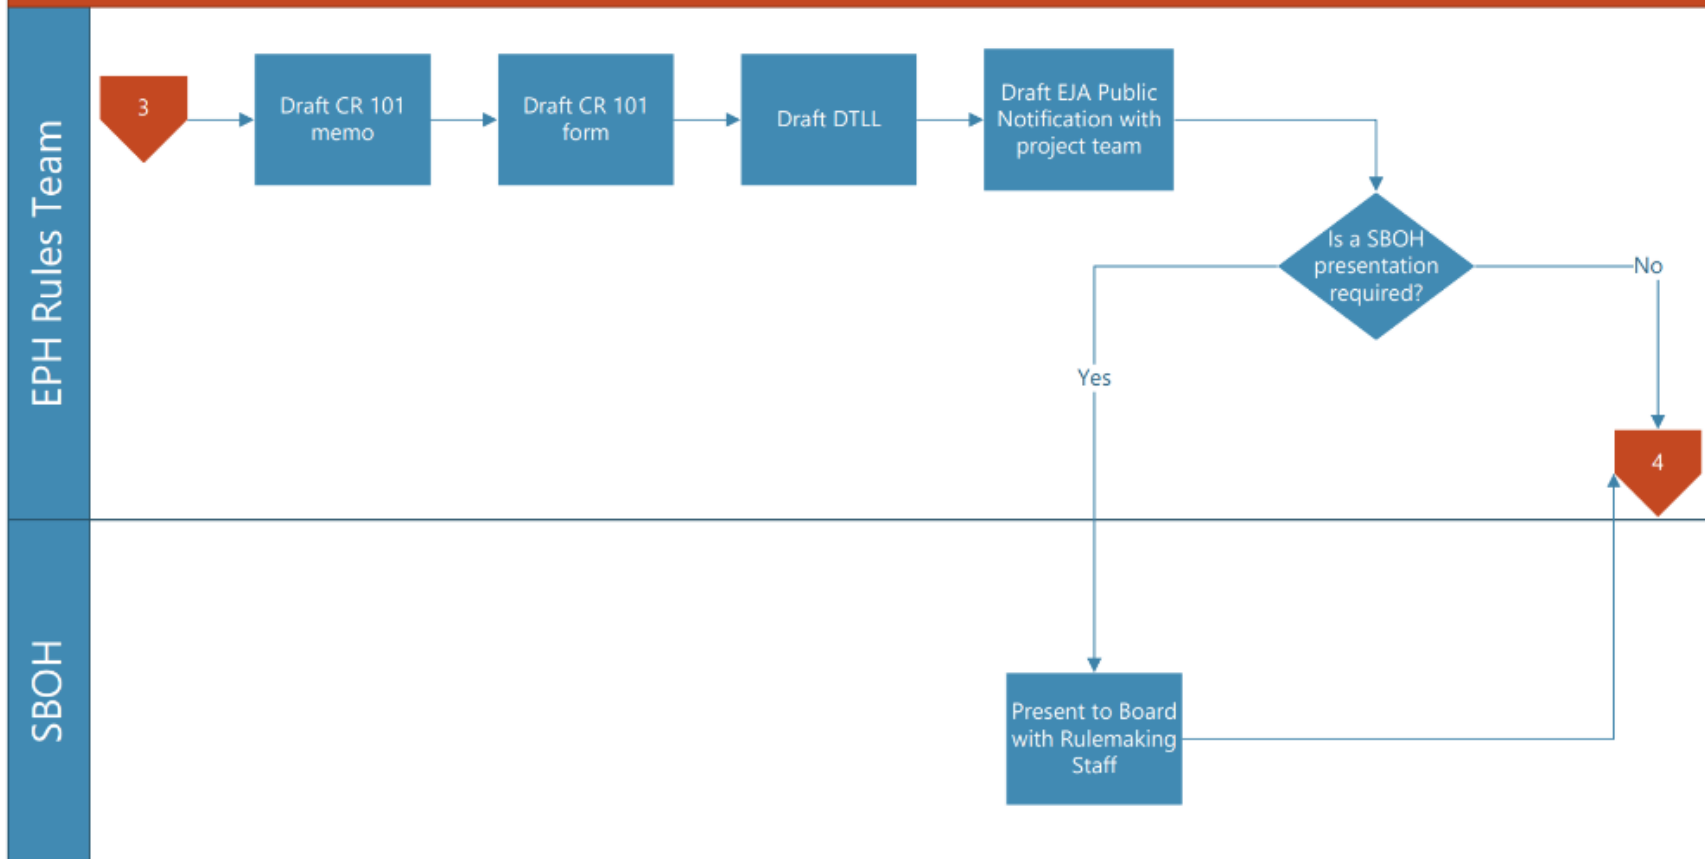 EPH Rules Team
3
Draft CR 101
memo
Draft CR 101
form
Draft DTLL
Draft EJA Public
Notification with
project team
Is a SBOH
presentation
required?
No
Yes
4
SBOH
Present to Board
with Rulemaking
Staff